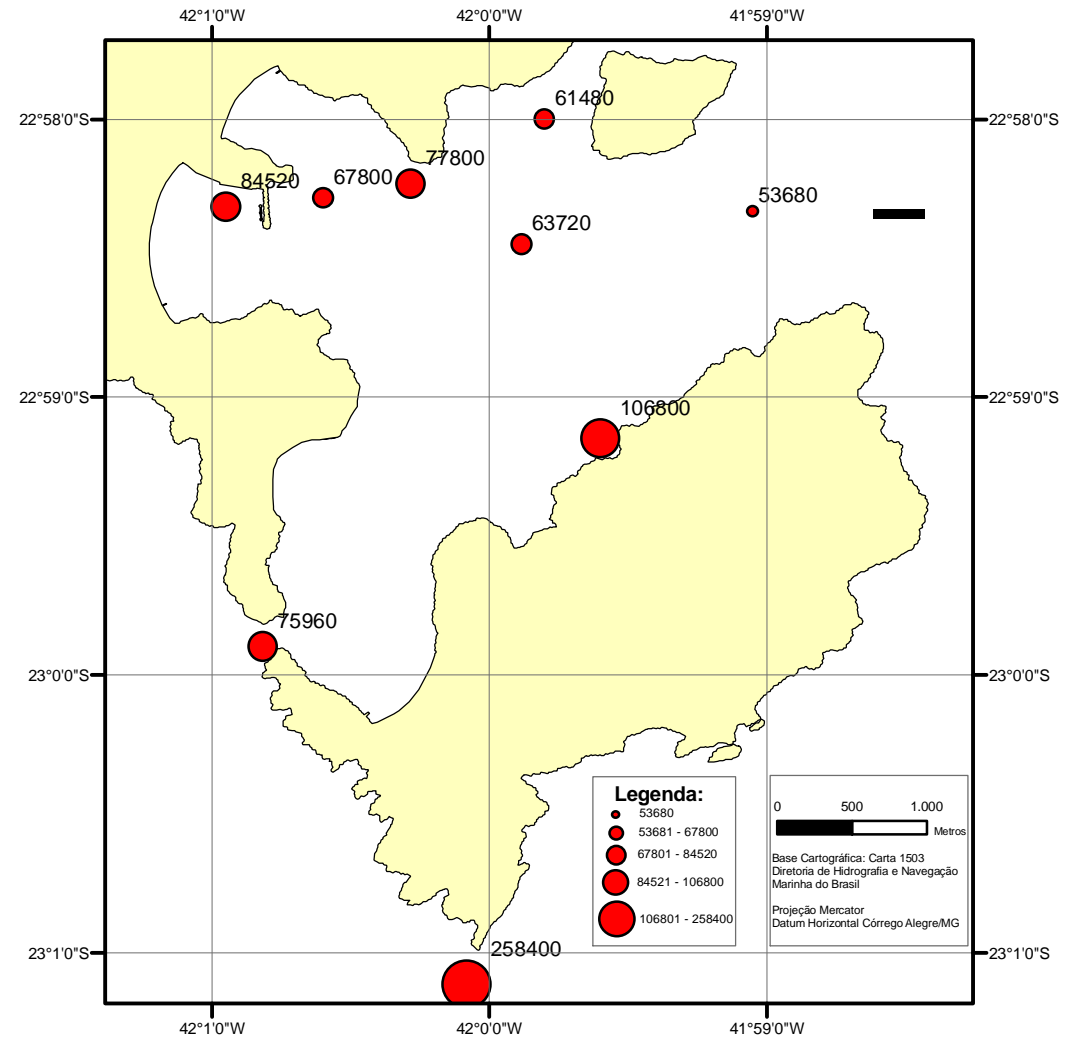 42°1'0"W 42°0'0"W 41°59'0"W
22°58'0"S 22°58'0"S
61480
77800
67800
84520
53680
63720
22°59'0"S 22°59'0"S
106800
75960
23°0'0"S 23°0'0"S
Legenda:
53680
53681 - 67800
67801 - 84520
84521 - 106800
106801 - 258400
0 500 1.000
Metros
Base Cartográfica: Carta 1503
Diretoria de Hidrografia e Navegação
Marinha do Brasil
Projeção Mercator
Datum Horizontal Córrego Alegre/MG
258400
23°1'0"S 23°1'0"S
42°1'0"W 42°0'0"W 41°59'0"W